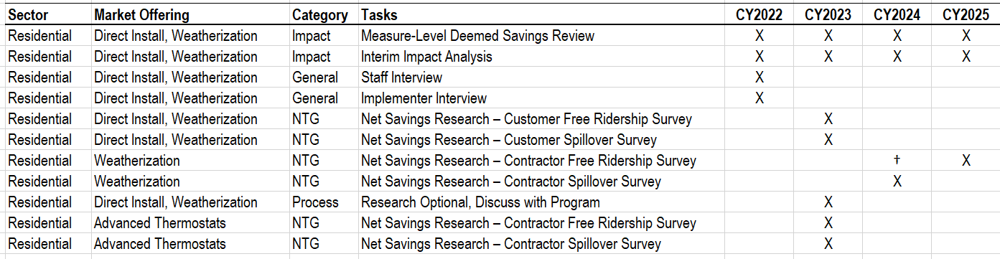 Sector Market Offering Category Tasks CY2022 CY2023 CY2024 CY2025
Residential Direct Install, Weatherization Impact Measure-Level Deemed Savings Review X X X X
Residential Direct Install, Weatherization Impact Interim Impact Analysis X X X X
Residential Direct Install, Weatherization General Staff Interview X
Residential Direct Install, Weatherization General Implementer Interview X
Residential Direct Install, Weatherization NTG Net Savings Research – Customer Free Ridership Survey X
Residential Direct Install, Weatherization NTG Net Savings Research – Customer Spillover Survey X
Residential Weatherization NTG Net Savings Research – Contractor Free Ridership Survey † X
Residential Weatherization NTG Net Savings Research – Contractor Spillover Survey X
Residential Direct Install, Weatherization Process Research Optional, Discuss with Program X
Residential Advanced Thermostats NTG Net Savings Research – Contractor Free Ridership Survey X
Residential Advanced Thermostats NTG Net Savings Research – Contractor Spillover Survey X